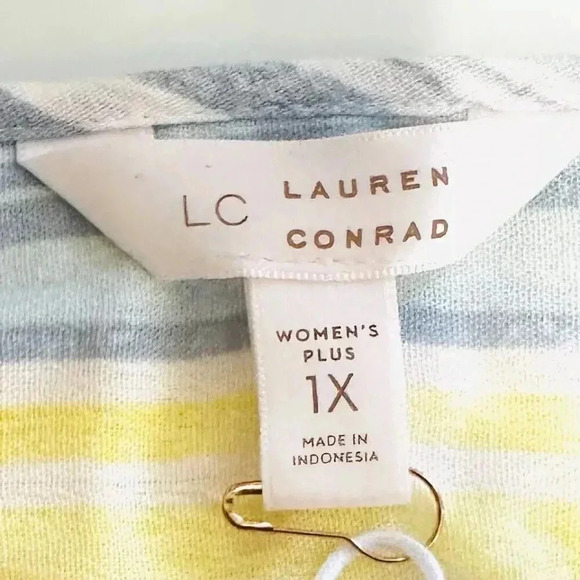 LC LAUREN
CONRAD
WOMEN'S
PLUS
1X
MADE IN
INDONESIA